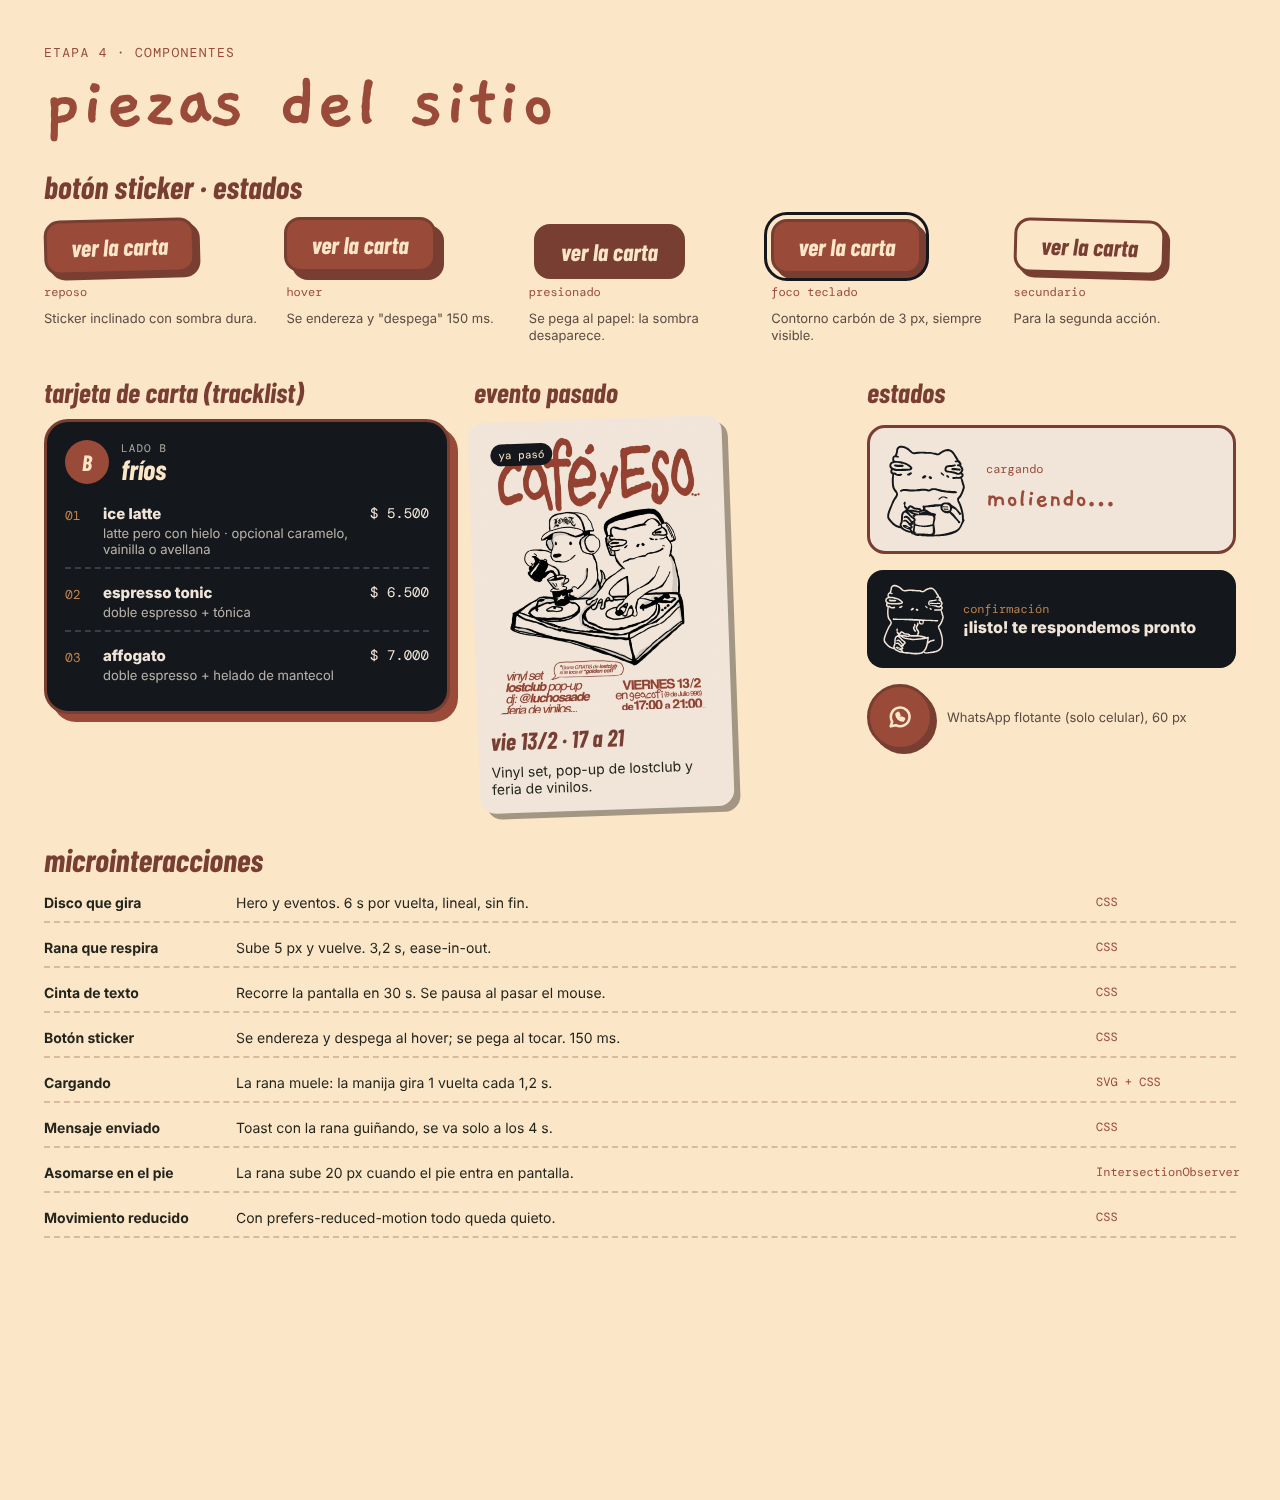 ETAPA 4 · COMPONENTES
piezas del sitio
botón sticker · estados
ver la carta
ver la carta
ver la carta
ver la carta
ver la carta
reposo
hover
presionado
foco teclado
secundario
Sticker inclinado con sombra dura.
Se endereza y "despega" 150 ms.
Se pega al papel: la sombra
desaparece.
Contorno carbón de 3 px, siempre
visible.
Para la segunda acción.
tarjeta de carta (tracklist)
B
LADO B
fríos
01
ice latte
$ 5.500
latte pero con hielo · opcional caramelo,
vainilla o avellana
02
espresso tonic
$ 6.500
doble espresso + tónica
03
affogato
$ 7.000
doble espresso + helado de mantecol
evento pasado
ya pasó
café y ESO
vinyl set
lostclub pop-up
dj: @luchosaade
feria de vinilos...
VIERNES 13/2
de 17:00 a 21:00
vie 13/2 · 17 a 21
Vinyl set, pop-up de lostclub y
feria de vinilos.
estados
cargando
moliendo...
confirmación
¡listo! te respondemos pronto
WhatsApp flotante (solo celular), 60 px
microinteracciones
Disco que gira
Hero y eventos. 6 s por vuelta, lineal, sin fin.
CSS
Rana que respira
Sube 5 px y vuelve. 3,2 s, ease-in-out.
CSS
Cinta de texto
Recorre la pantalla en 30 s. Se pausa al pasar el mouse.
CSS
Botón sticker
Se endereza y despega al hover; se pega al tocar. 150 ms.
CSS
Cargando
La rana muele: la manija gira 1 vuelta cada 1,2 s.
SVG + CSS
Mensaje enviado
Toast con la rana guiñando, se va solo a los 4 s.
CSS
Asomarse en el pie
La rana sube 20 px cuando el pie entra en pantalla.
IntersectionObserver
Movimiento reducido
Con prefers-reduced-motion todo queda quieto.
CSS